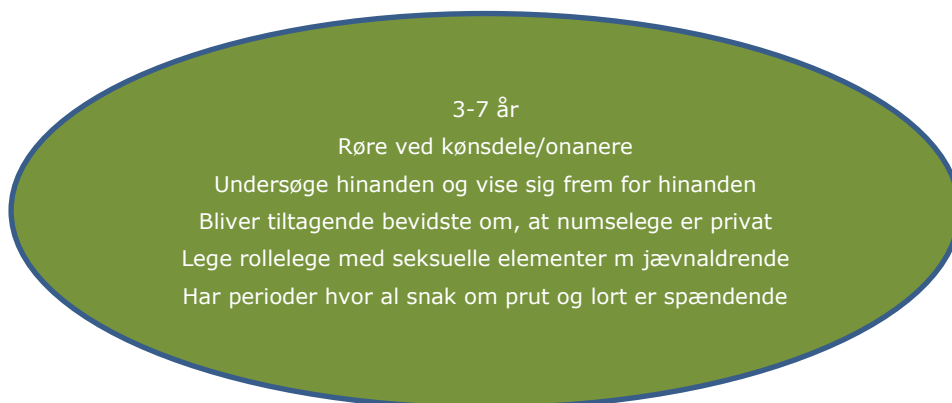 3-7 år
Røre ved kønsdele/onanere
Undersøge hinanden og vise sig frem for hinanden
Bliver tiltagende bevidste om, at numselege er privat
Lege rollelege med seksuelle elementer m jævnaldrende
Har perioder hvor al snak om prut og lort er spændende